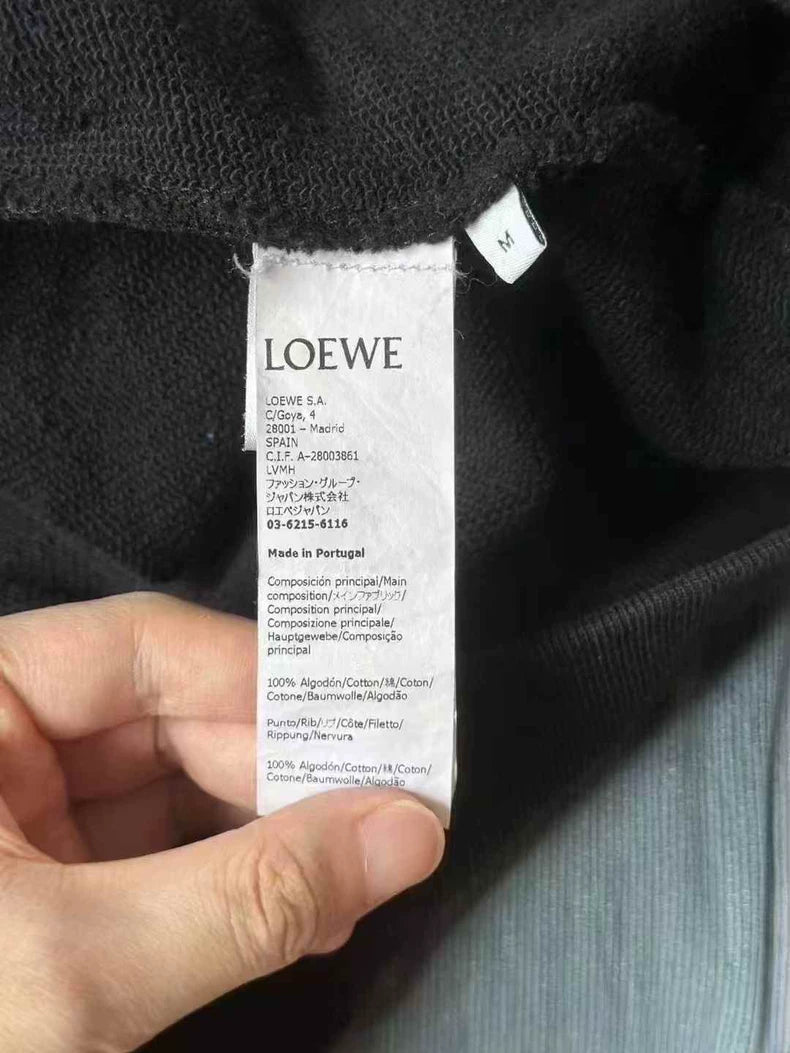 M
LOEWE
LOEWE S.A.
C/Goya, 4
28001 – Madrid
SPAIN
C.I.F. A-28003861
LVMH
ファッション・グループ・
ジャパン株式会社
ロエベジャパン
03-6215-6116
Made in Portugal
Composición principal/Main
composition/メインファブリック/
Composition principal/
Composizione principale/
Hauptgewebe/Composição
principal
100% Algodón/Cotton/綿/Coton/
Cotone/Baumwolle/Algodão
Punto/Rib/リブ/Côte/Filetto/
Rippung/Nervura
100% Algodón/Cotton/綿/Coton/
Cotone/Baumwolle/Algodão